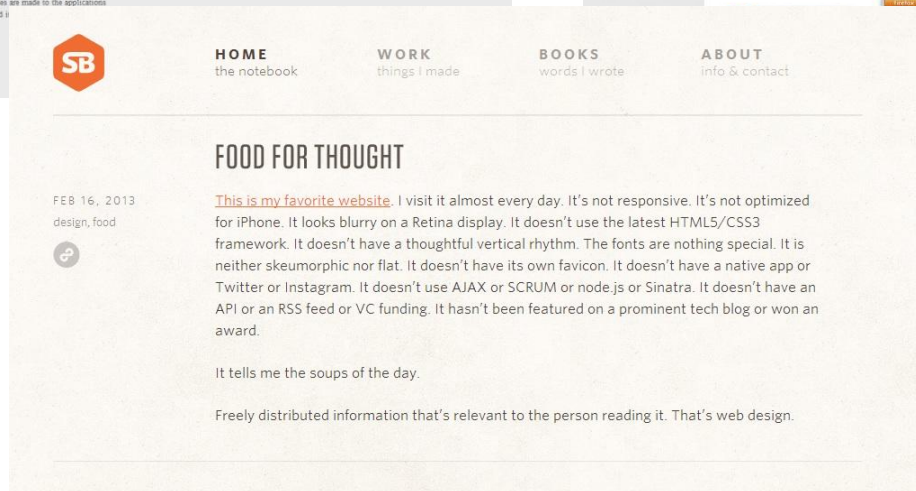 es are made to the applications
firefox
SB
HOME
the notebook
WORK
things I made
BOOKS
words I wrote
ABOUT
info & contact
FOOD FOR THOUGHT
FEB 16, 2013
design, food
This is my favorite website. I visit it almost every day. It's not responsive. It's not optimized
for iPhone. It looks blurry on a Retina display. It doesn't use the latest HTML5/CSS3
framework. It doesn't have a thoughtful vertical rhythm. The fonts are nothing special. It is
neither skeumorphic nor flat. It doesn't have its own favicon. It doesn't have a native app or
Twitter or Instagram. It doesn't use AJAX or SCRUM or node.js or Sinatra. It doesn't have an
API or an RSS feed or VC funding. It hasn't been featured on a prominent tech blog or won an
award.
It tells me the soups of the day.
Freely distributed information that's relevant to the person reading it. That's web design.